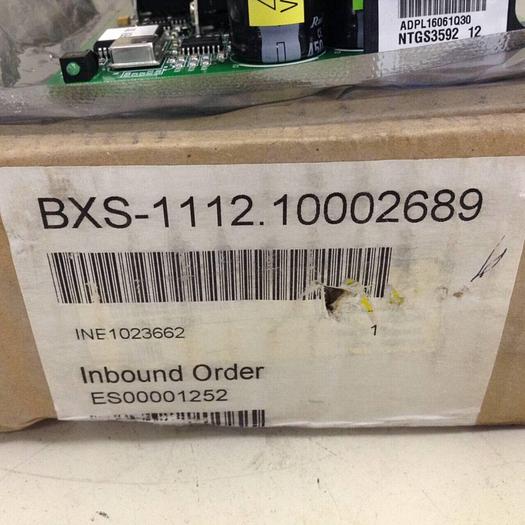 ADPL16061Q30
NTGS3592 12
BXS-1112.10002689
INE1023662
1
Inbound Order
ES00001252